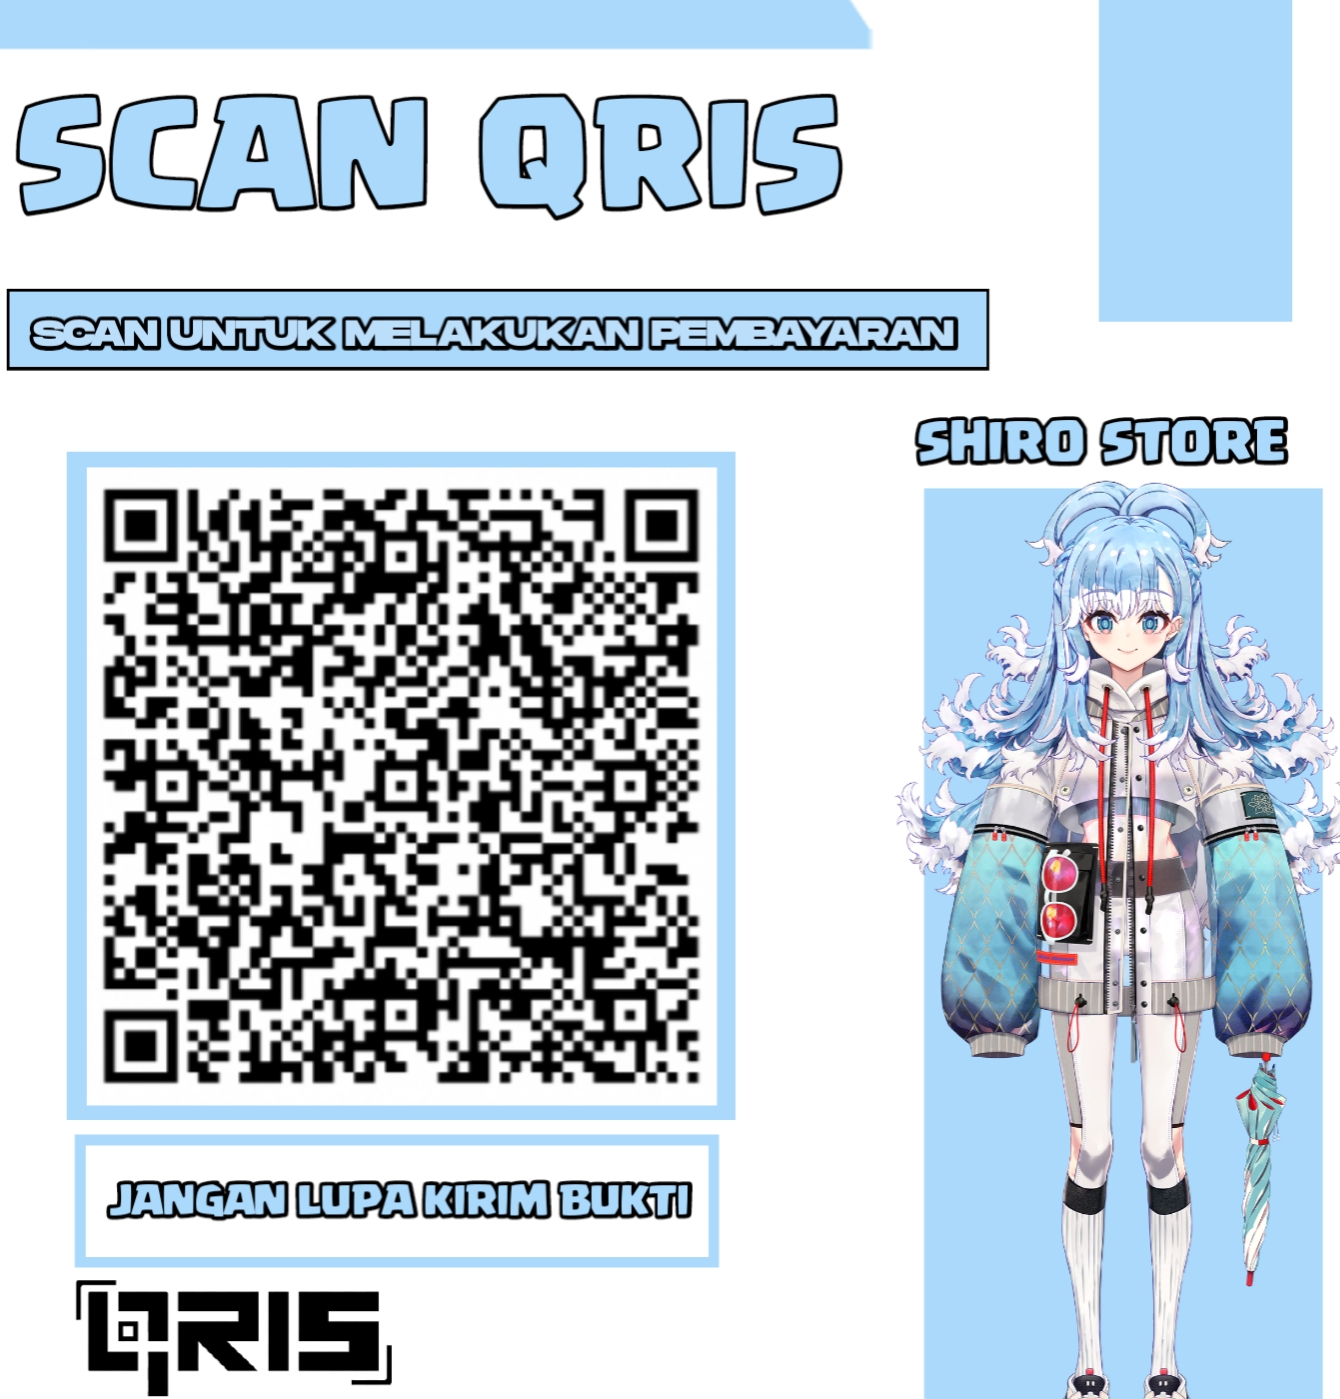 SCAN QRIS
SCAN UNTUK MELAKUKAN PEMBAYARAN
SHIRO STORE
JANGAN LUPA KIRIM BUKTI
QRIS